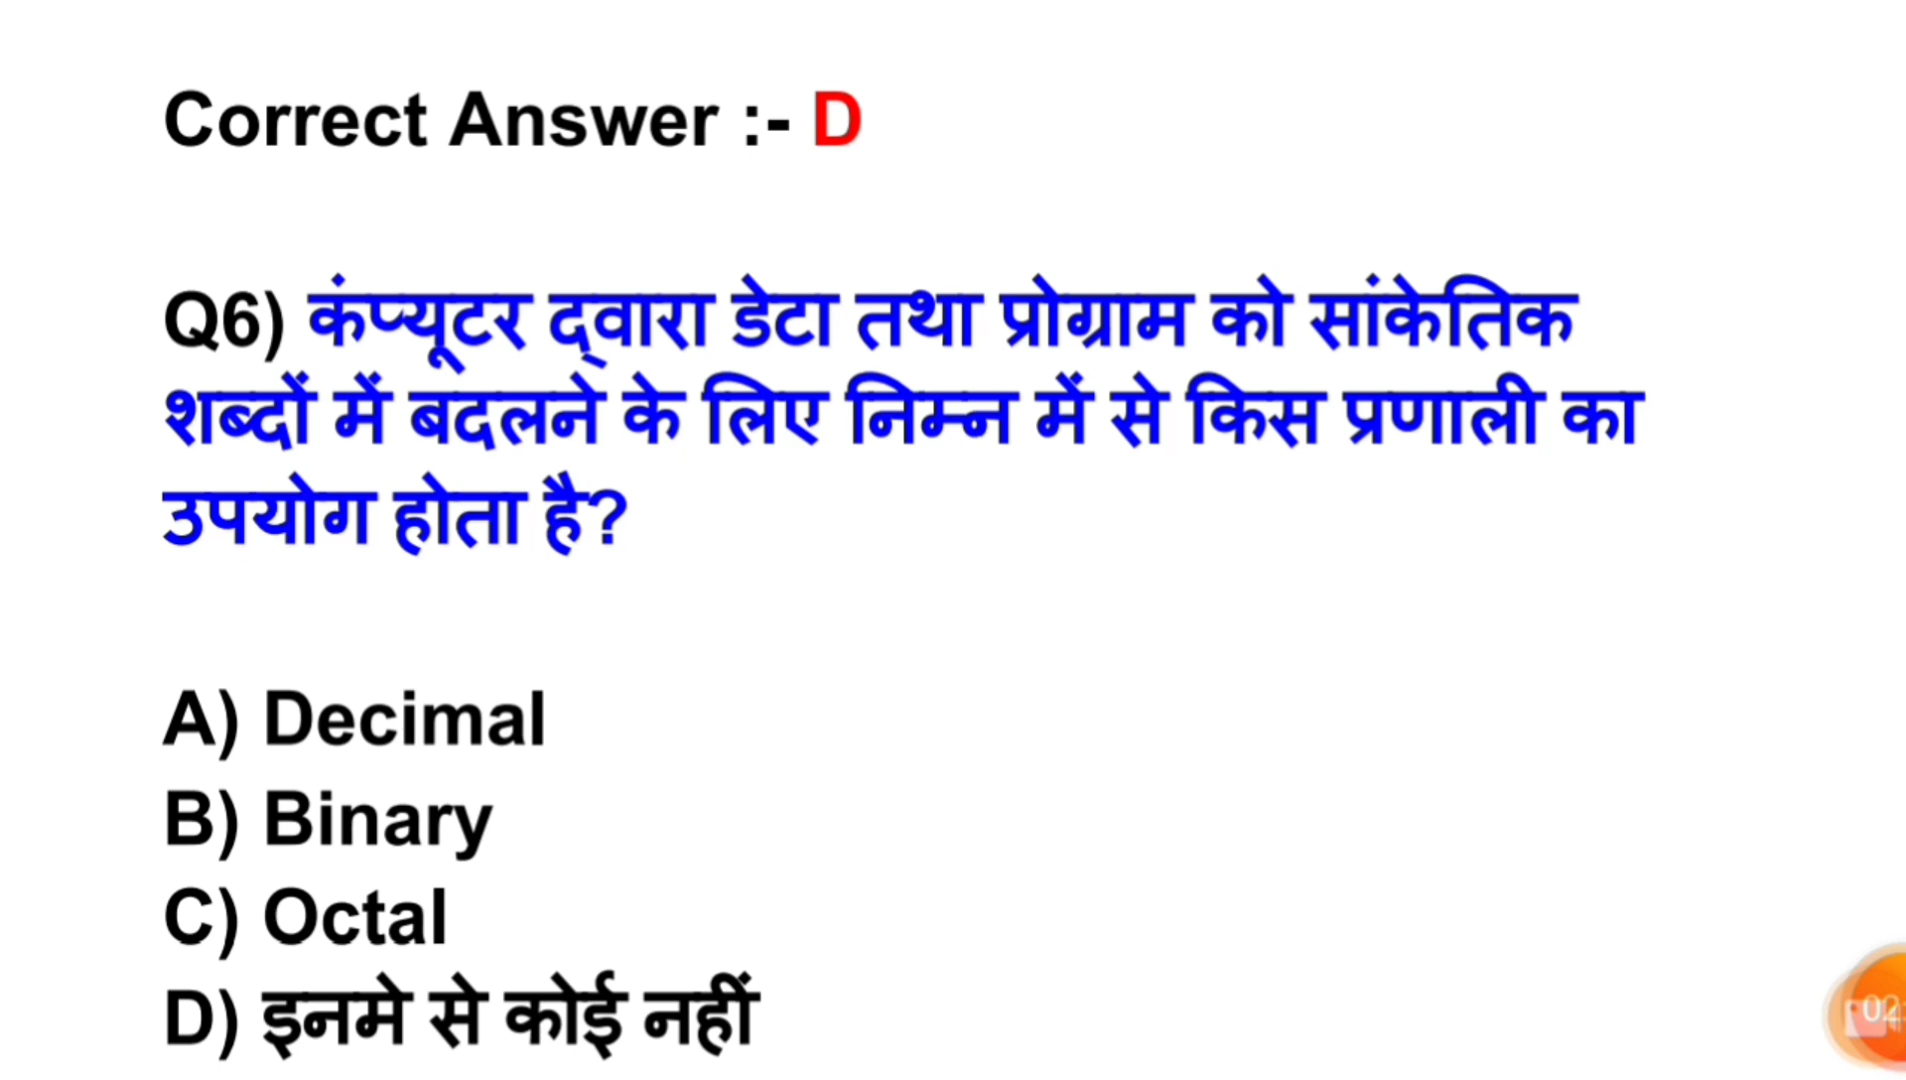 Correct Answer :- D
Q6) कंप्यूटर द्वारा डेटा तथा प्रोग्राम को सांकेतिक
शब्दों में बदलने के लिए निम्न में से किस प्रणाली का
उपयोग होता है?
A) Decimal
B) Binary
C) Octal
D) इनमे से कोई नहीं